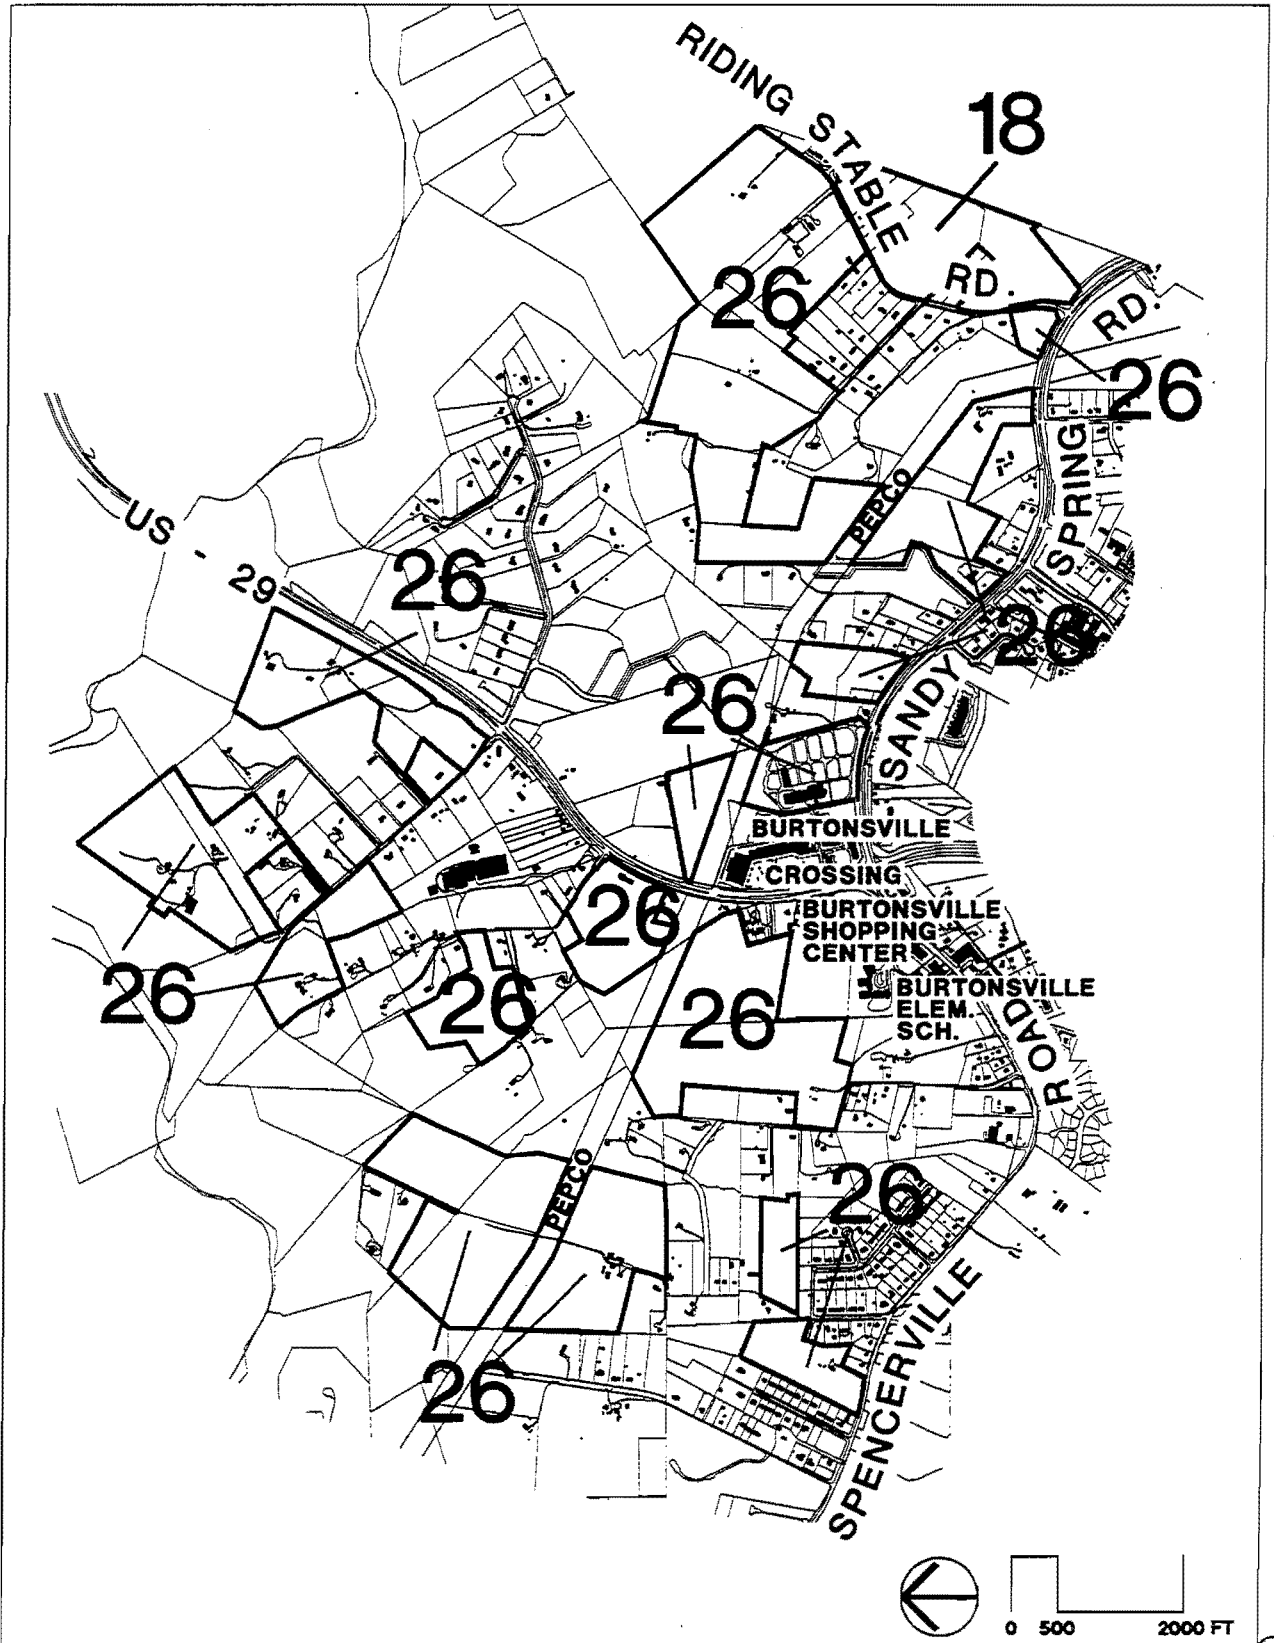 RIDING STABLE RD.
18
26
26
SANDY SPRING RD.
US - 29
26
PEPCO
26
26
BURTONSVILLE
CROSSING
26
BURTONSVILLE
SHOPPING
CENTER
BURTONSVILLE
ELEM.
SCH.
26
26
26
PEPCO
26
26
SPENCERVILLE ROAD
0 500 2000 FT